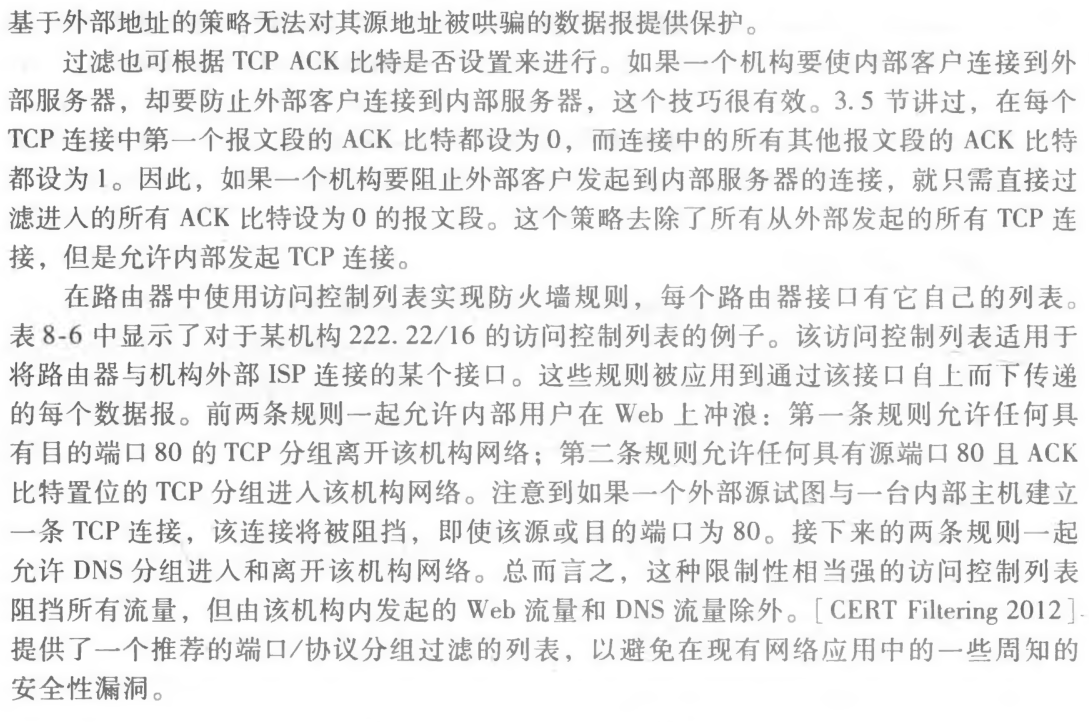 基于外部地址的策略无法对其源地址被哄骗的数据报提供保护。
过滤也可根据 TCP ACK 比特是否设置来进行。如果一个机构要使内部客户连接到外
部服务器，却要防止外部客户连接到内部服务器，这个技巧很有效。3.5 节讲过，在每个
TCP 连接中第一个报文段的 ACK 比特都设为 0，而连接中的所有其他报文段的 ACK 比特
都设为 1。因此，如果一个机构要阻止外部客户发起到内部服务器的连接，就只需直接过
滤进入的所有 ACK 比特设为 0 的报文段。这个策略去除了所有从外部发起的所有 TCP 连
接，但是允许内部发起 TCP 连接。
在路由器中使用访问控制列表实现防火墙规则，每个路由器接口有它自己的列表。
表 8-6 中显示了对于某机构 222.22/16 的访问控制列表的例子。该访问控制列表适用于
将路由器与机构外部 ISP 连接的某个接口。这些规则被应用到通过该接口自上而下传递
的每个数据报。前两条规则一起允许内部用户在 Web 上冲浪：第一条规则允许任何具
有目的端口 80 的 TCP 分组离开该机构网络；第二条规则允许任何具有源端口 80 且 ACK
比特置位的 TCP 分组进入该机构网络。注意到如果一个外部源试图与一台内部主机建立
一条 TCP 连接，该连接将被阻挡，即使该源或目的端口为 80。接下来的两条规则一起
允许 DNS 分组进入和离开该机构网络。总而言之，这种限制性相当强的访问控制列表
阻挡所有流量，但由该机构内发起的 Web 流量和 DNS 流量除外。[CERT Filtering 2012]
提供了一个推荐的端口/协议分组过滤的列表，以避免在现有网络应用中的一些周知的
安全性漏洞。